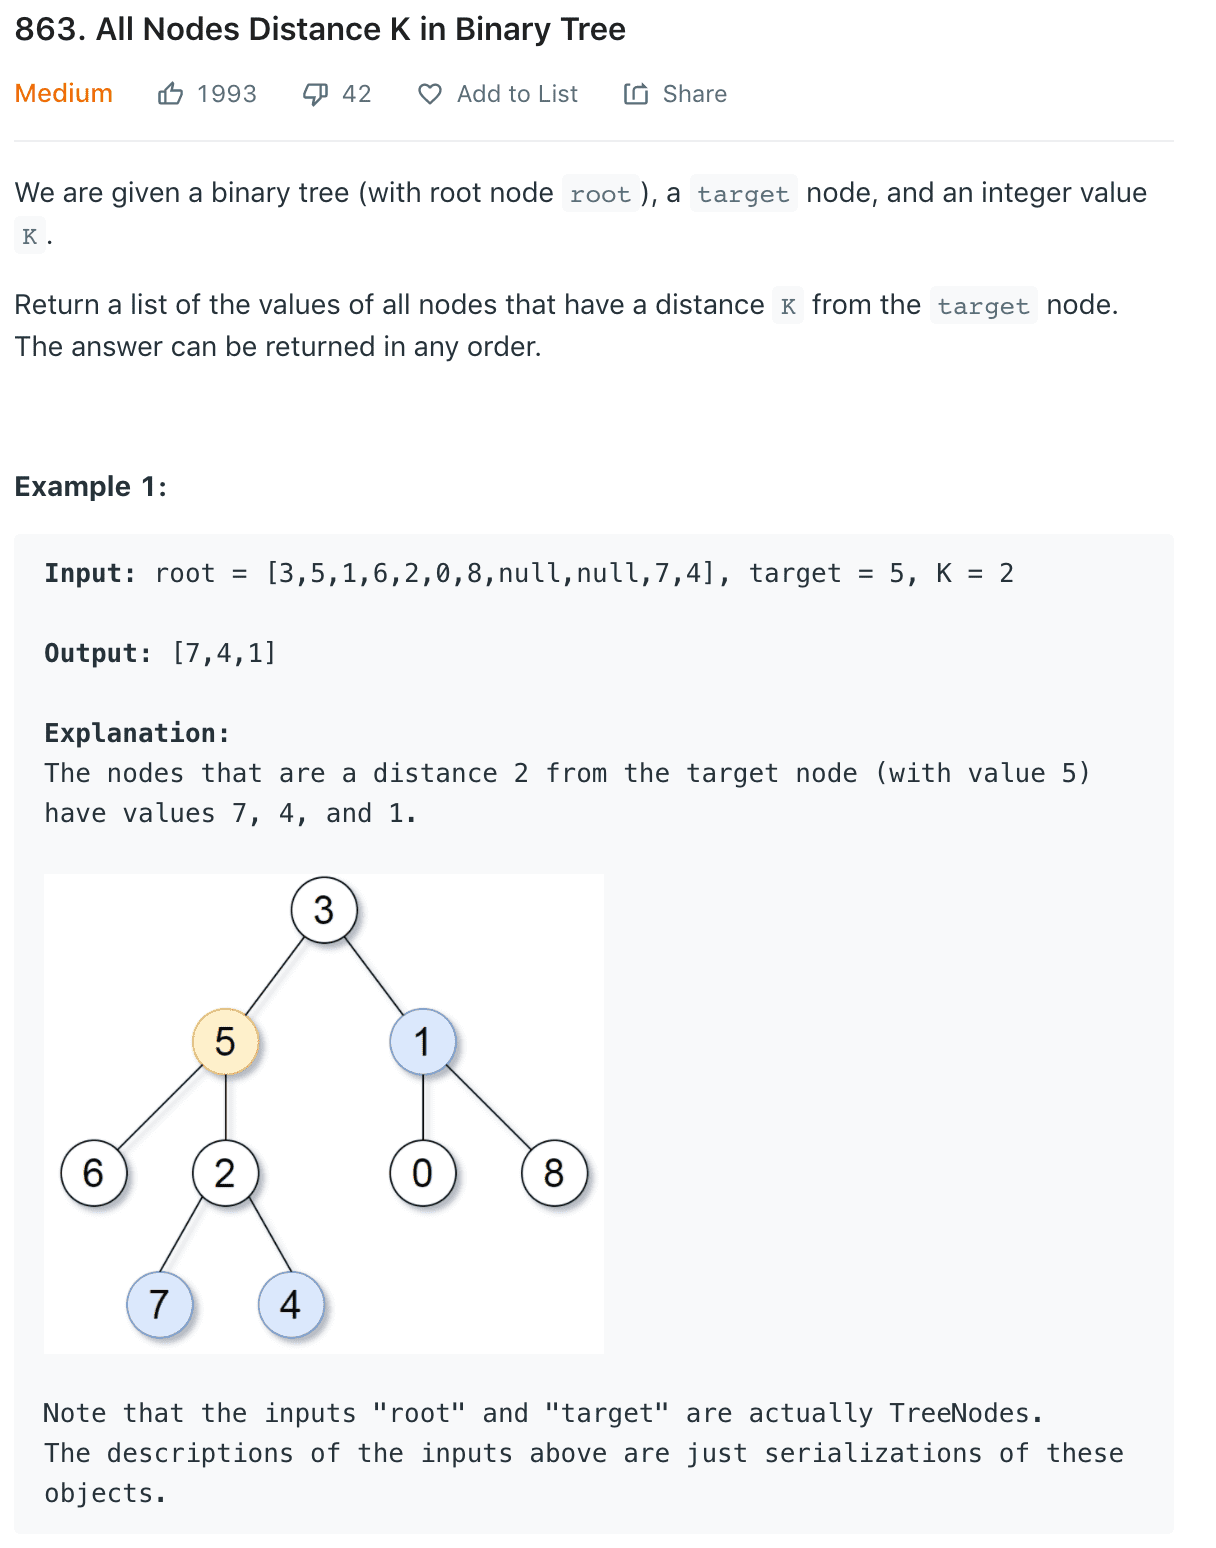 863. All Nodes Distance K in Binary Tree
Medium 1993 42 Add to List Share
We are given a binary tree (with root node root ), a target node, and an integer value
K .
Return a list of the values of all nodes that have a distance K from the target node.
The answer can be returned in any order.
Example 1:
Input: root = [3,5,1,6,2,0,8,null,null,7,4], target = 5, K = 2
Output: [7,4,1]
Explanation:
The nodes that are a distance 2 from the target node (with value 5)
have values 7, 4, and 1.
3
5 1
6 2 0 8
7 4
Note that the inputs "root" and "target" are actually TreeNodes.
The descriptions of the inputs above are just serializations of these
objects.